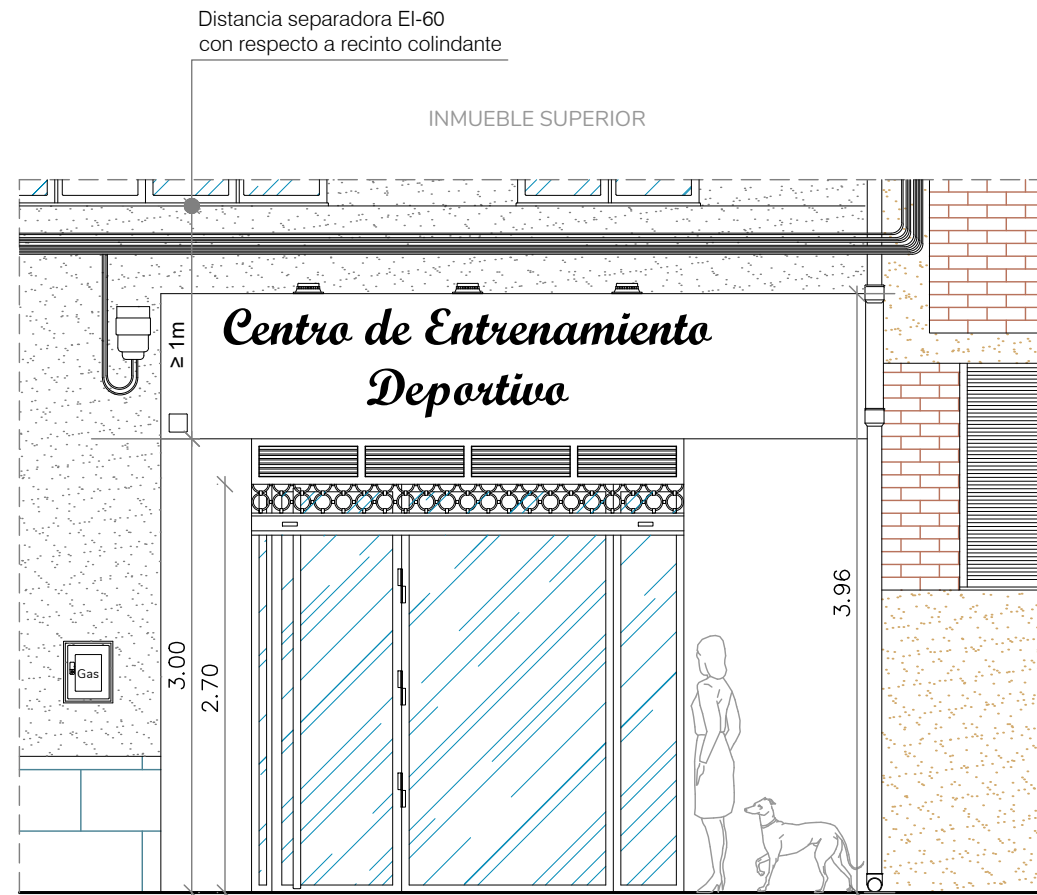 Distancia separadora EI-60
con respecto a recinto colindante
INMUEBLE SUPERIOR
≥ 1m
Centro de Entrenamiento
Deportivo
3.96
3.00
2.70
Gas